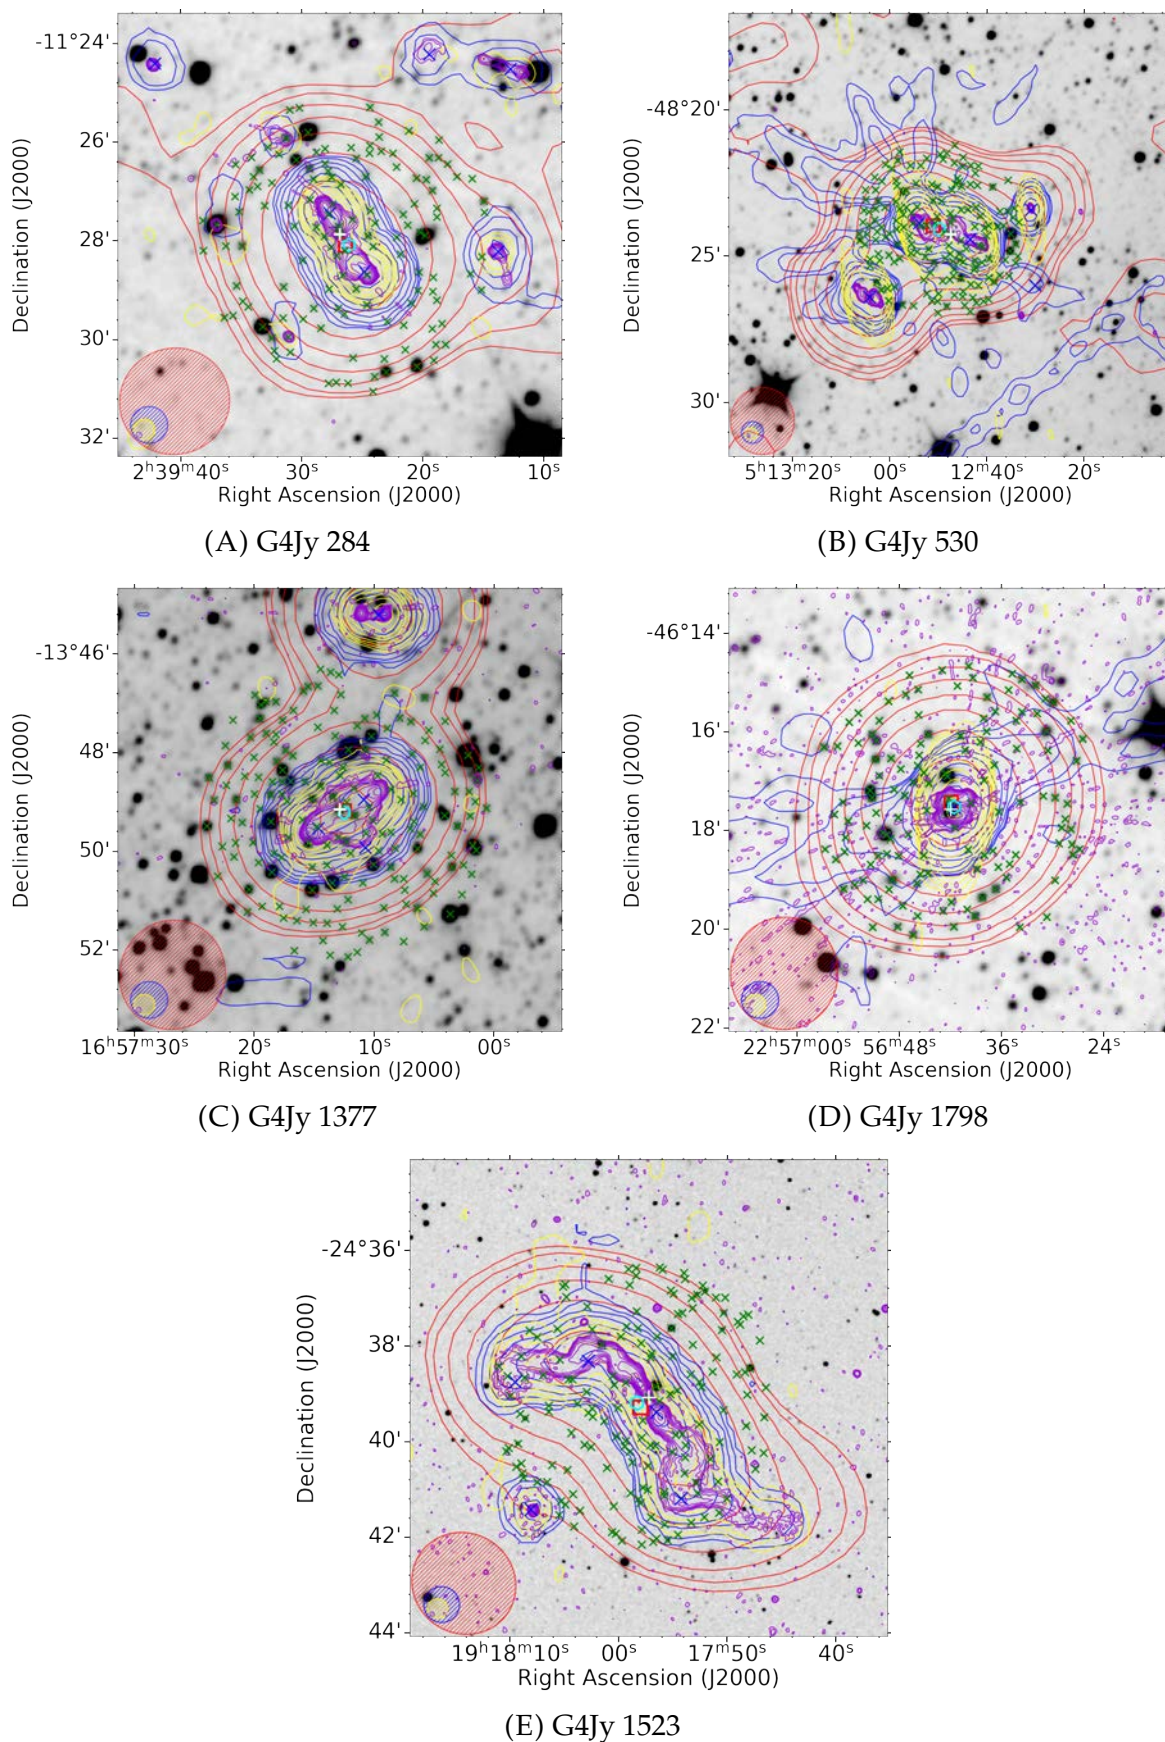 -11°24'
26'
28'
30'
32'
Declination (J2000)
2ʰ39ᵐ40ˢ 30ˢ 20ˢ 10ˢ
Right Ascension (J2000)
(A) G4Jy 284
-48°20'
25'
30'
Declination (J2000)
5ʰ13ᵐ20ˢ 00ˢ 12ᵐ40ˢ 20ˢ
Right Ascension (J2000)
(B) G4Jy 530
-13°46'
48'
50'
52'
Declination (J2000)
16ʰ57ᵐ30ˢ 20ˢ 10ˢ 00ˢ
Right Ascension (J2000)
(C) G4Jy 1377
-46°14'
16'
18'
20'
22'
Declination (J2000)
22ʰ57ᵐ00ˢ 56ᵐ48ˢ 36ˢ 24ˢ
Right Ascension (J2000)
(D) G4Jy 1798
-24°36'
38'
40'
42'
44'
Declination (J2000)
19ʰ18ᵐ10ˢ 00ˢ 17ᵐ50ˢ 40ˢ
Right Ascension (J2000)
(E) G4Jy 1523